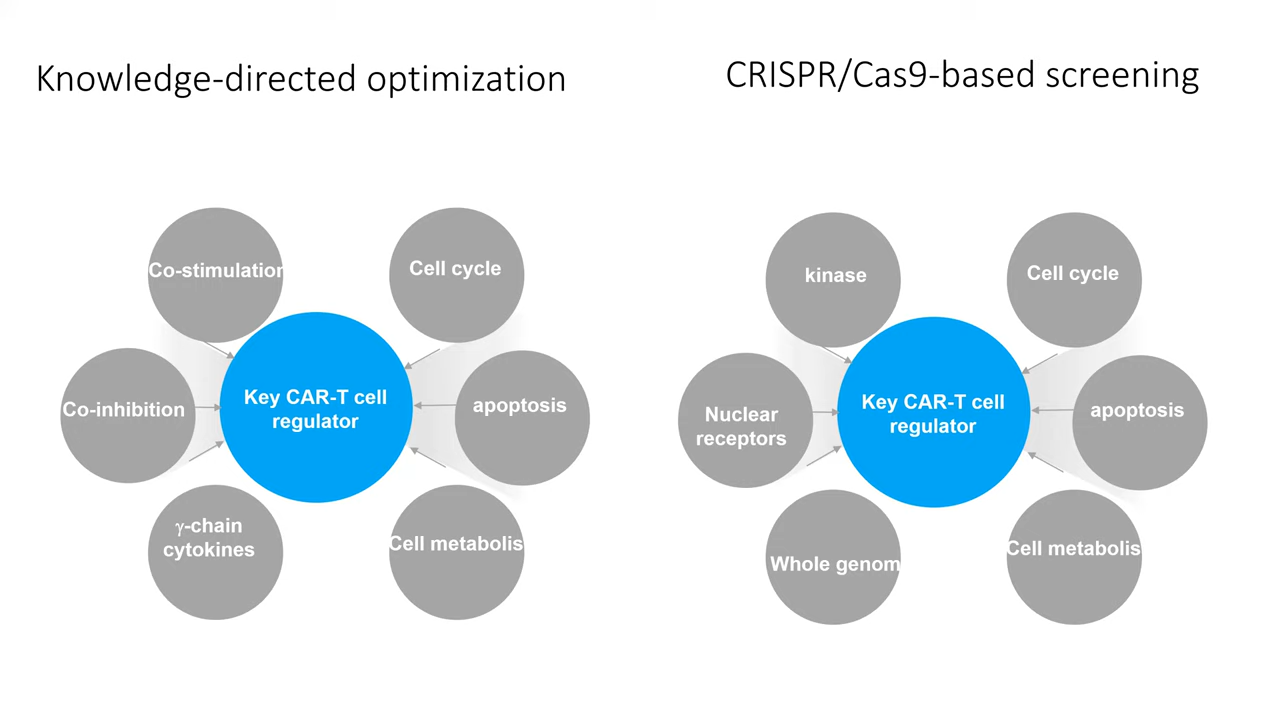 Knowledge-directed optimization
Co-stimulation
Cell cycle
Co-inhibition
Key CAR-T cell
regulator
apoptosis
γ-chain
cytokines
Cell metabolis
CRISPR/Cas9-based screening
kinase
Cell cycle
Nuclear
receptors
Key CAR-T cell
regulator
apoptosis
Whole genom
Cell metabolis